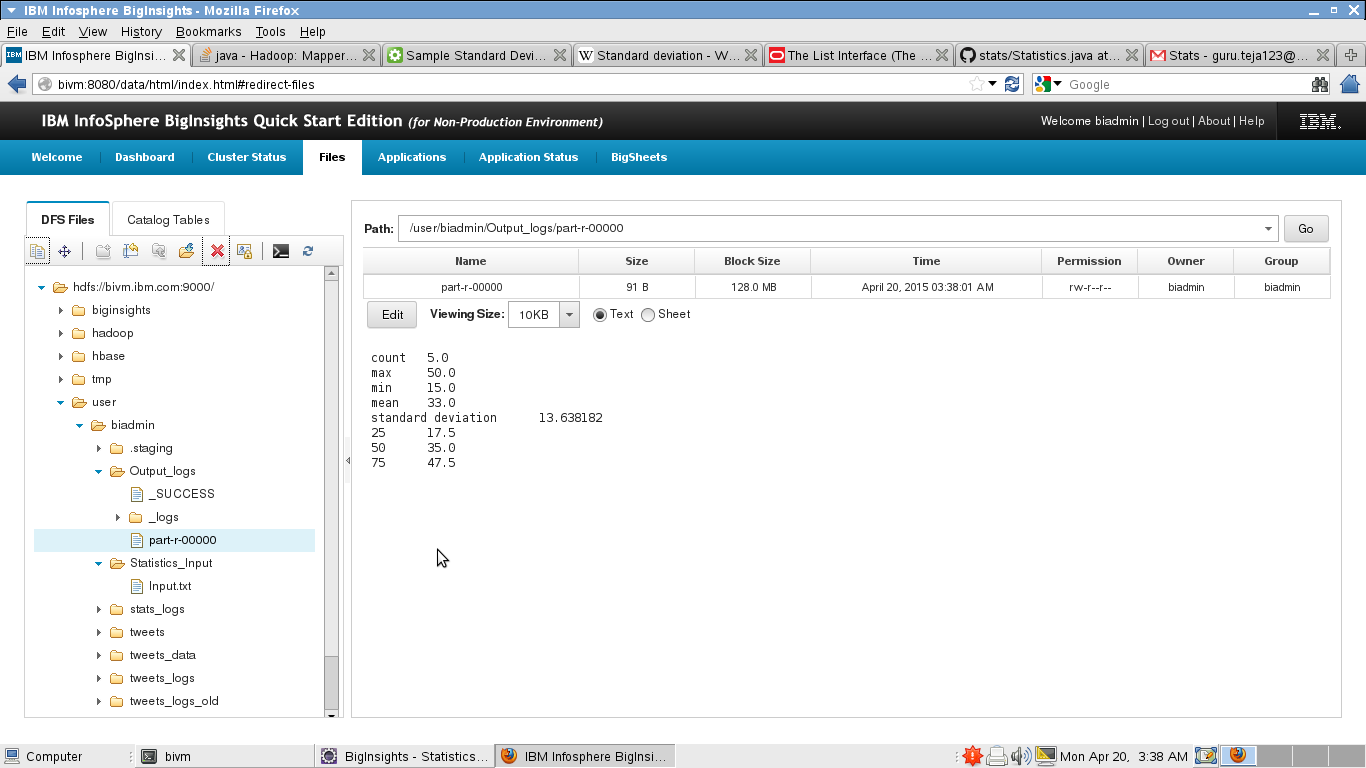 IBM Infosphere BigInsights - Mozilla Firefox
File Edit View History Bookmarks Tools Help
IBM IBM Infosphere BigInsi... java - Hadoop: Mapper... Sample Standard Devi... W Standard deviation - W... The List Interface (The ... stats/Statistics.java at... Stats - guru.teja123@...
bivm:8080/data/html/index.html#redirect-files Google
IBM InfoSphere BigInsights Quick Start Edition (for Non-Production Environment) Welcome biadmin | Log out | About | Help IBM.
Welcome Dashboard Cluster Status Files Applications Application Status BigSheets
DFS Files Catalog Tables
Path: /user/biadmin/Output_logs/part-r-00000 Go
Name Size Block Size Time Permission Owner Group
part-r-00000 91 B 128.0 MB April 20, 2015 03:38:01 AM rw-r--r-- biadmin biadmin
Edit Viewing Size: 10KB Text Sheet
hdfs://bivm.ibm.com:9000/
biginsights
hadoop
hbase
tmp
user
biadmin
.staging
Output_logs
_SUCCESS
_logs
part-r-00000
Statistics_Input
Input.txt
stats_logs
tweets
tweets_data
tweets_logs
tweets_logs_old
count 5.0
max 50.0
min 15.0
mean 33.0
standard deviation 13.638182
25 17.5
50 35.0
75 47.5
Computer bivm BigInsights - Statistics... IBM Infosphere BigInsi... Mon Apr 20, 3:38 AM